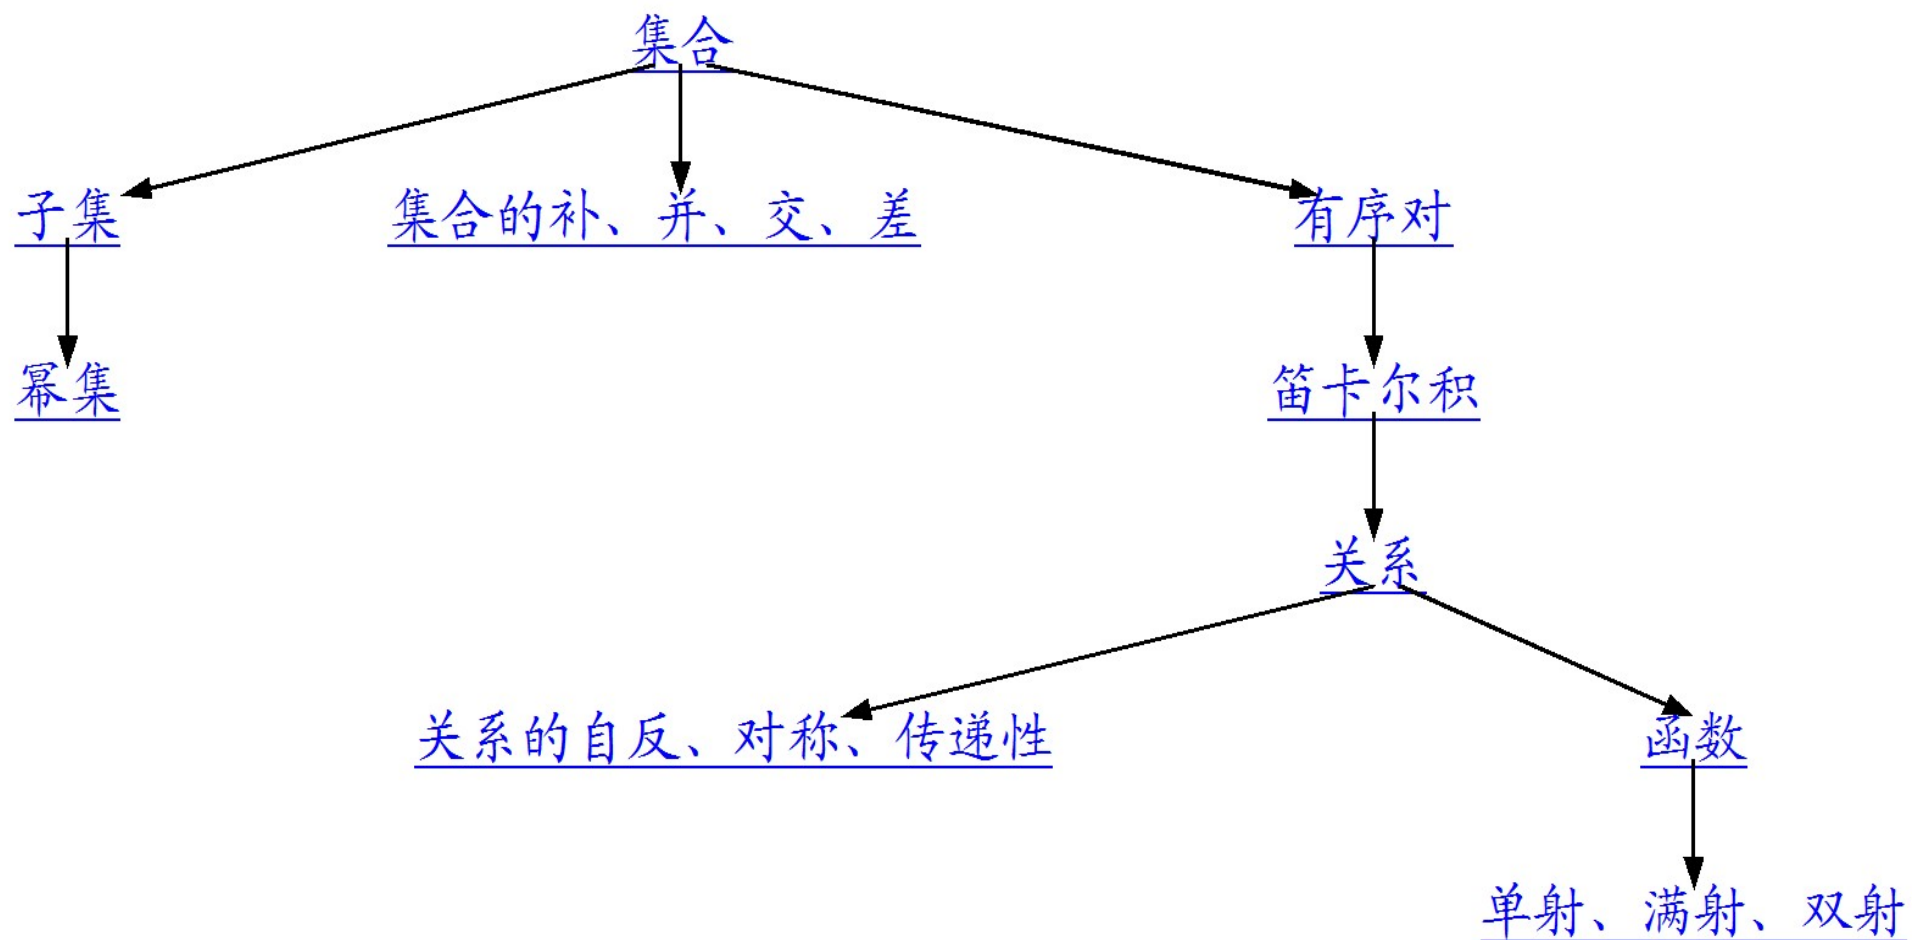 集合
子集
集合的补、并、交、差
有序对
幂集
笛卡尔积
关系
关系的自反、对称、传递性
函数
单射、满射、双射